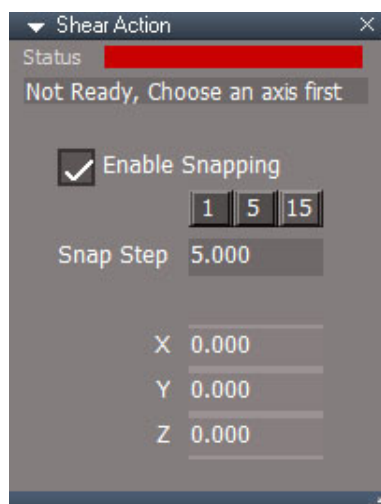 Shear Action
Status
Not Ready, Choose an axis first
Enable Snapping
1 5 15
Snap Step 5.000
X 0.000
Y 0.000
Z 0.000